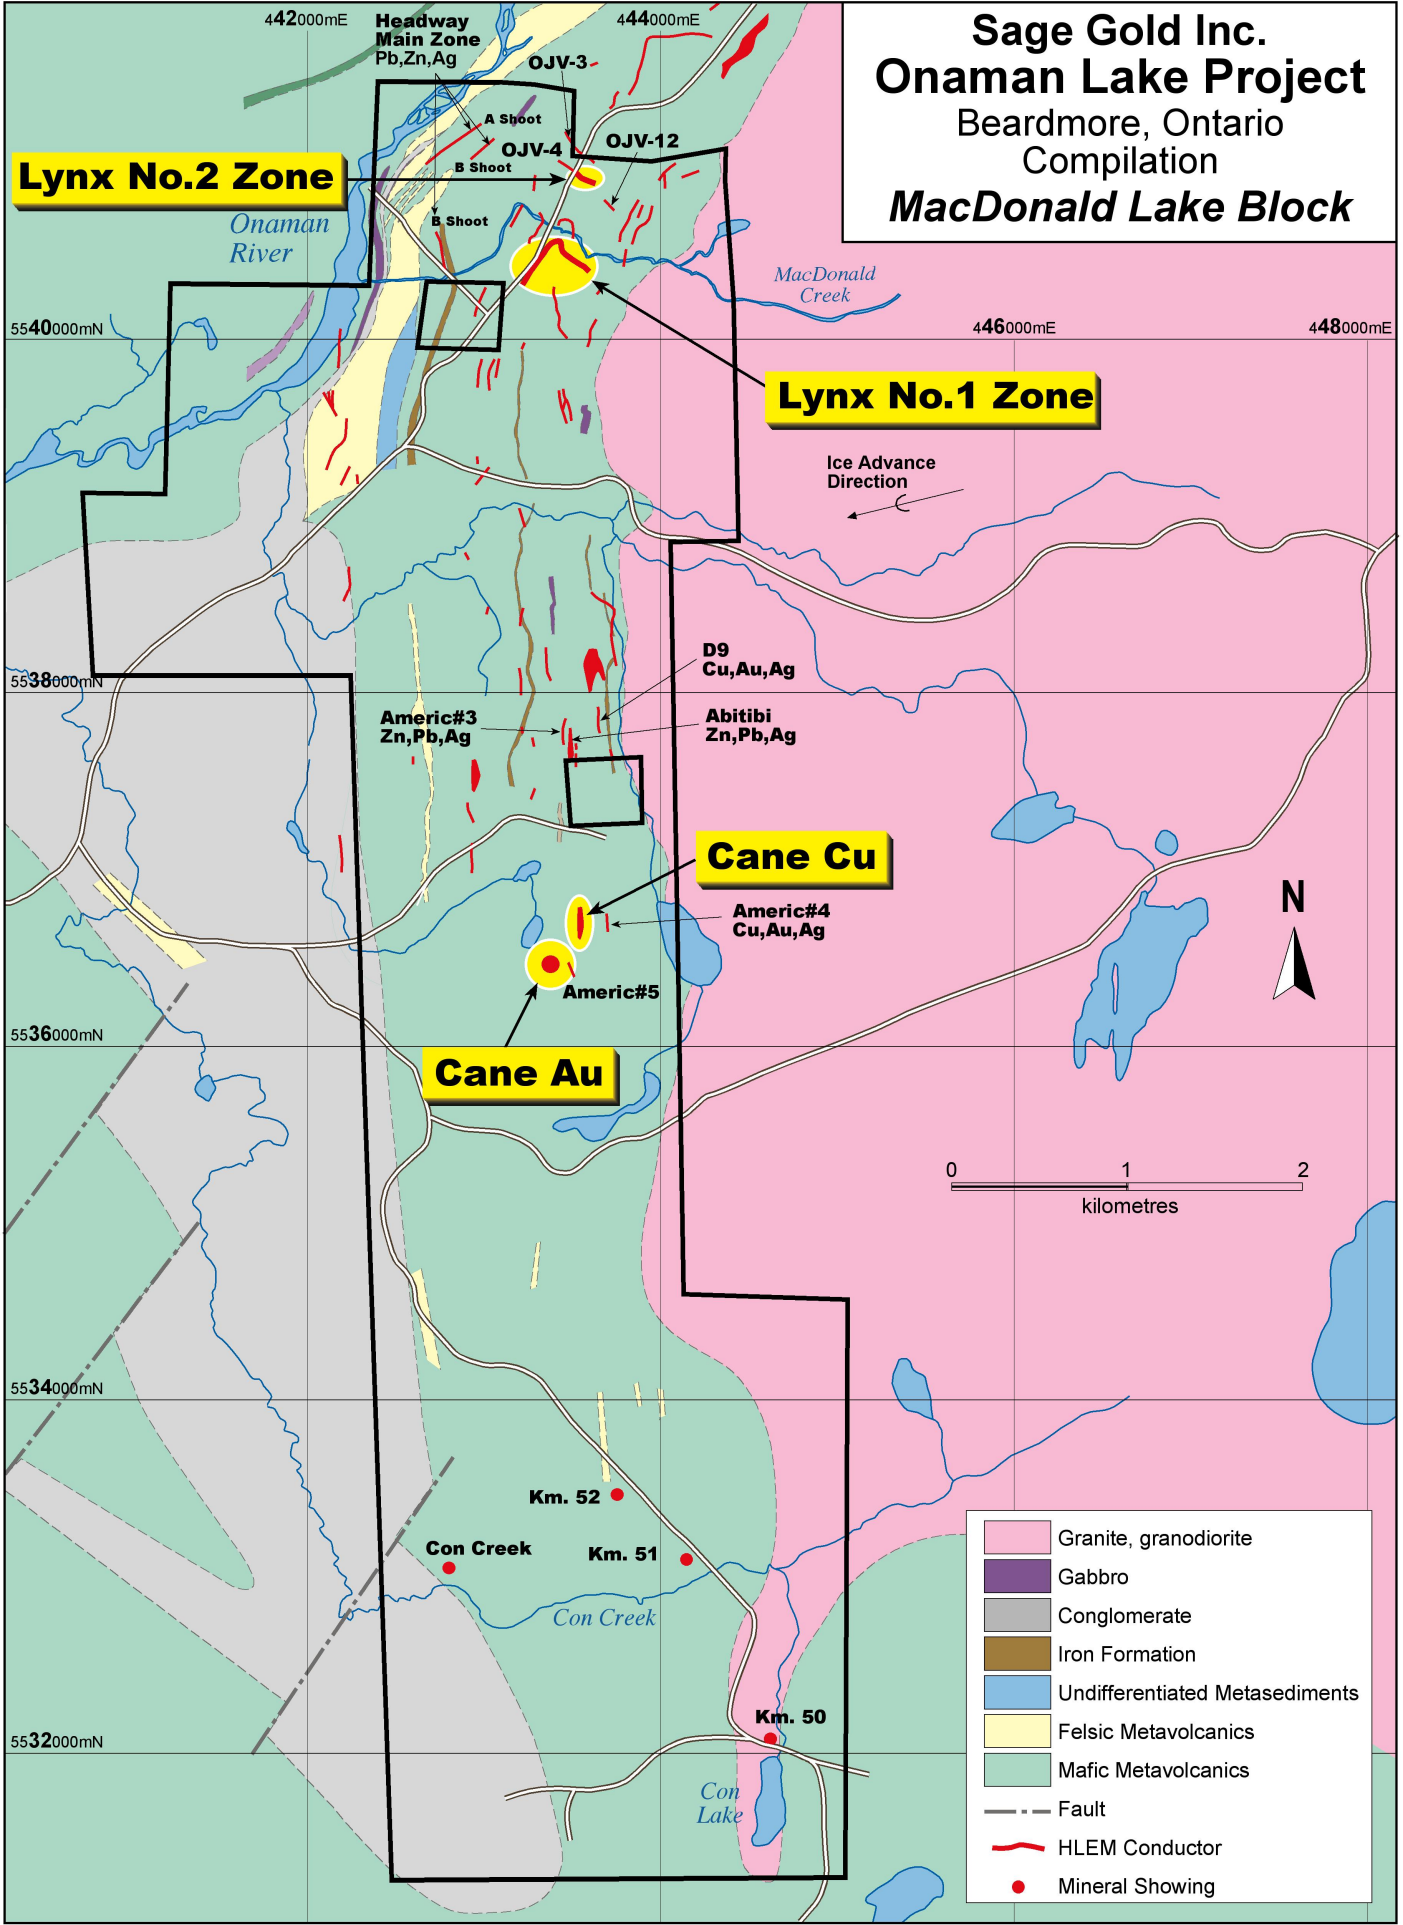 Sage Gold Inc.
Onaman Lake Project
Beardmore, Ontario
Compilation
MacDonald Lake Block
442000mE
444000mE
Headway
Main Zone
Pb,Zn,Ag
OJV-3
A Shoot
OJV-4
OJV-12
B Shoot
Lynx No.2 Zone
B Shoot
Onaman
River
MacDonald
Creek
5540000mN
446000mE
448000mE
Lynx No.1 Zone
Ice Advance
Direction
D9
Cu,Au,Ag
5538000mN
Americ#3
Zn,Pb,Ag
Abitibi
Zn,Pb,Ag
Cane Cu
Americ#4
Cu,Au,Ag
N
Americ#5
5536000mN
Cane Au
0 1 2
kilometres
5534000mN
Km. 52
Con Creek
Km. 51
Con Creek
Km. 50
5532000mN
Con
Lake
Granite, granodiorite
Gabbro
Conglomerate
Iron Formation
Undifferentiated Metasediments
Felsic Metavolcanics
Mafic Metavolcanics
Fault
HLEM Conductor
Mineral Showing